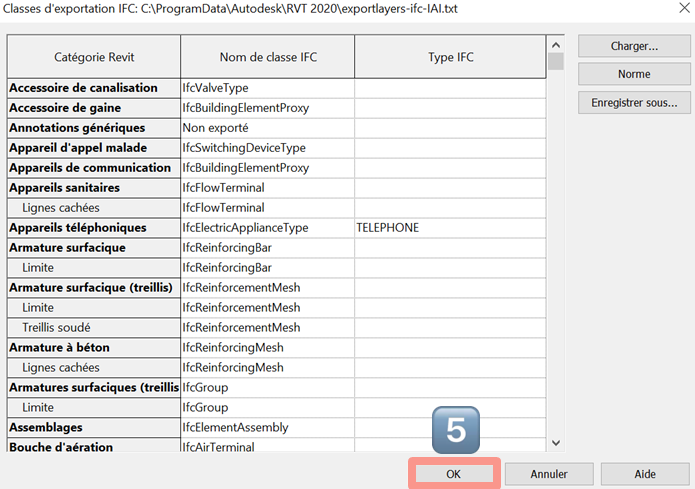 Classes d'exportation IFC: C:\ProgramData\Autodesk\RVT 2020\exportlayers-ifc-IAI.txt
Catégorie Revit Nom de classe IFC Type IFC
Accessoire de canalisation IfcValveType
Accessoire de gaine IfcBuildingElementProxy
Annotations génériques Non exporté
Appareil d'appel malade IfcSwitchingDeviceType
Appareils de communication IfcBuildingElementProxy
Appareils sanitaires IfcFlowTerminal
Lignes cachées IfcFlowTerminal
Appareils téléphoniques IfcElectricApplianceType TELEPHONE
Armature surfacique IfcReinforcingBar
Limite IfcReinforcingBar
Armature surfacique (treillis) IfcReinforcementMesh
Limite IfcReinforcementMesh
Treillis soudé IfcReinforcementMesh
Armature à béton IfcReinforcingMesh
Lignes cachées IfcReinforcingMesh
Armatures surfaciques (treillis IfcGroup
Limite IfcGroup
Assemblages IfcElementAssembly
Bouche d'aération IfcAirTerminal
Charger...
Norme
Enregistrer sous...
5
OK Annuler Aide